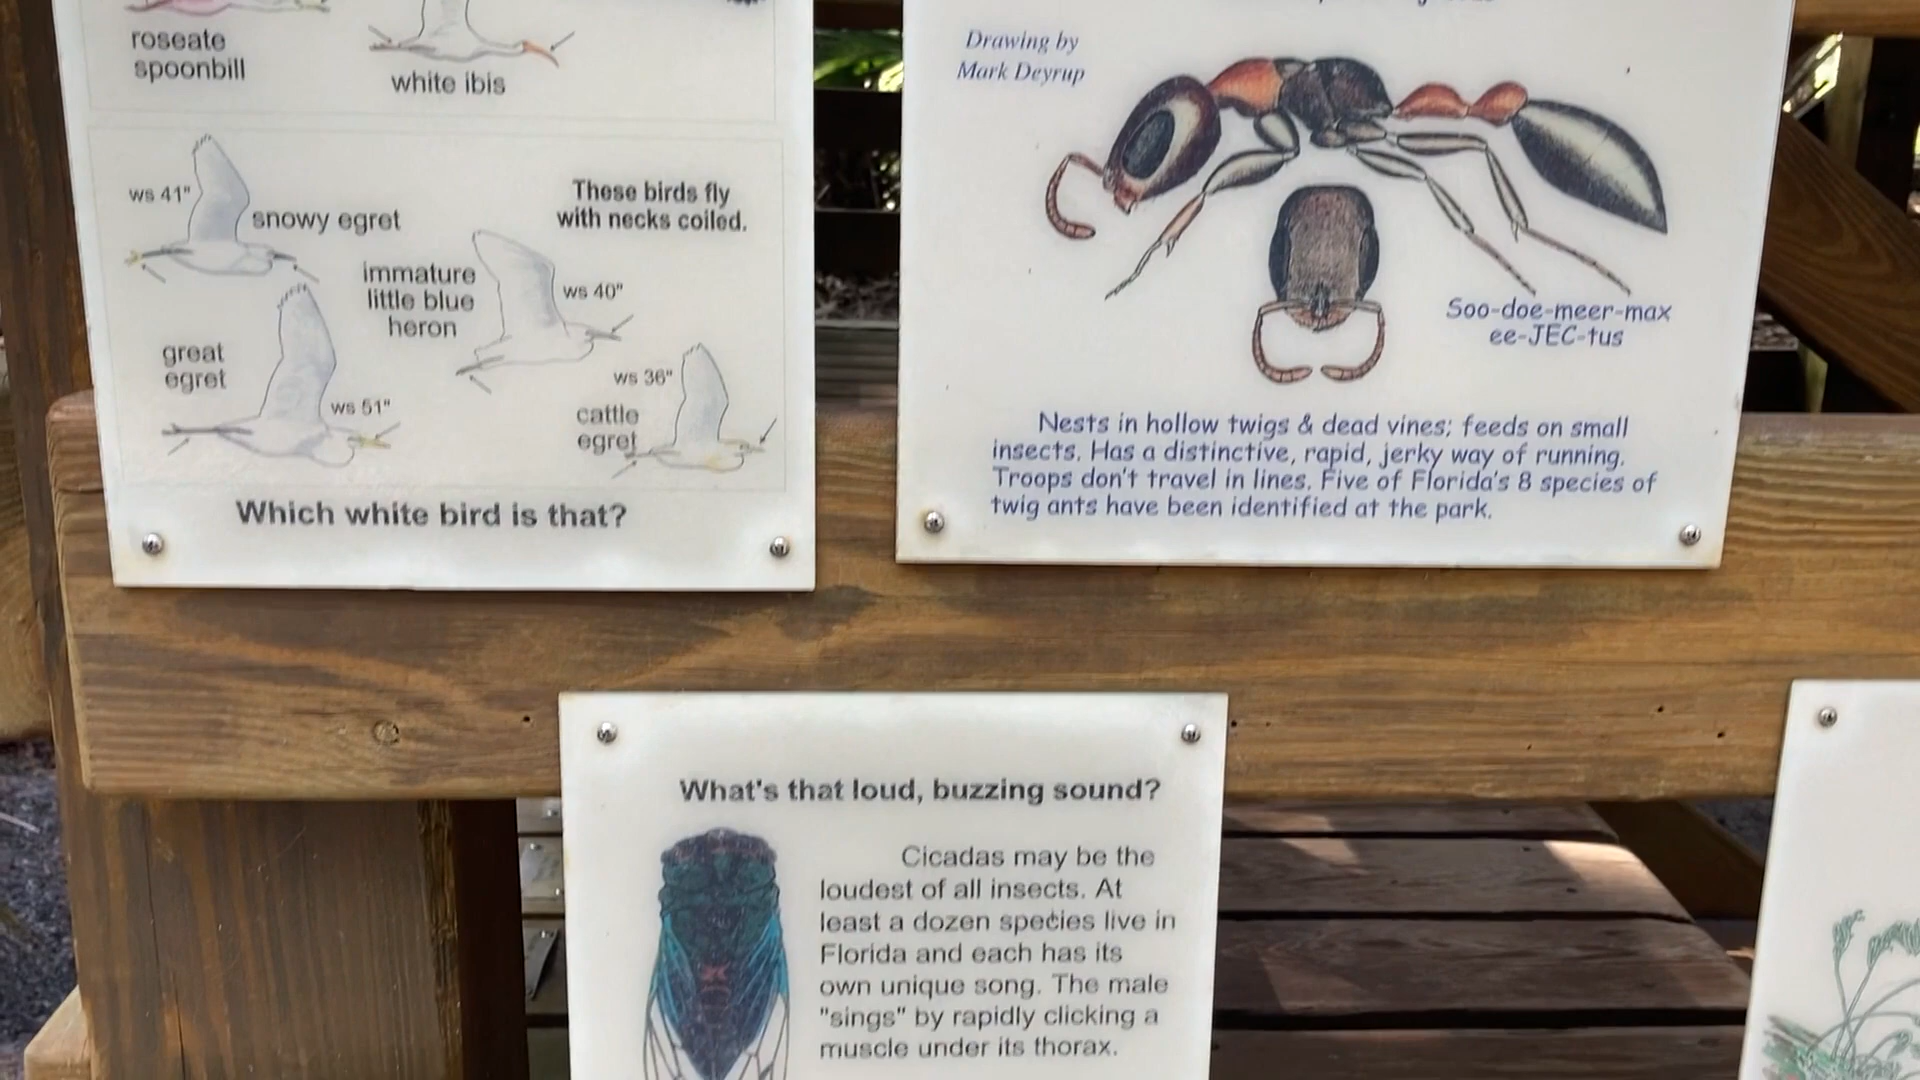 roseate
spoonbill
white ibis
ws 41"
snowy egret
These birds fly
with necks coiled.
immature
little blue
heron
ws 40"
great
egret
ws 51"
ws 36"
cattle
egret
Which white bird is that?
Drawing by
Mark Deyrup
Soo-doe-meer-max
ee-JEC-tus
Nests in hollow twigs & dead vines; feeds on small
insects. Has a distinctive, rapid, jerky way of running.
Troops don't travel in lines. Five of Florida's 8 species of
twig ants have been identified at the park.
What's that loud, buzzing sound?
Cicadas may be the
loudest of all insects. At
least a dozen species live in
Florida and each has its
own unique song. The male
"sings" by rapidly clicking a
muscle under its thorax.